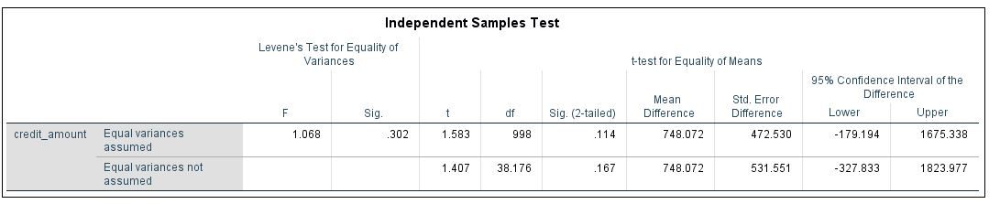 Independent Samples Test
Levene's Test for Equality of
Variances
t-test for Equality of Means
95% Confidence Interval of the
Difference
F Sig. t df Sig. (2-tailed) Mean
Difference Std. Error
Difference Lower Upper
credit_amount Equal variances
assumed 1.068 .302 1.583 998 .114 748.072 472.530 -179.194 1675.338
Equal variances not
assumed 1.407 38.176 .167 748.072 531.551 -327.833 1823.977